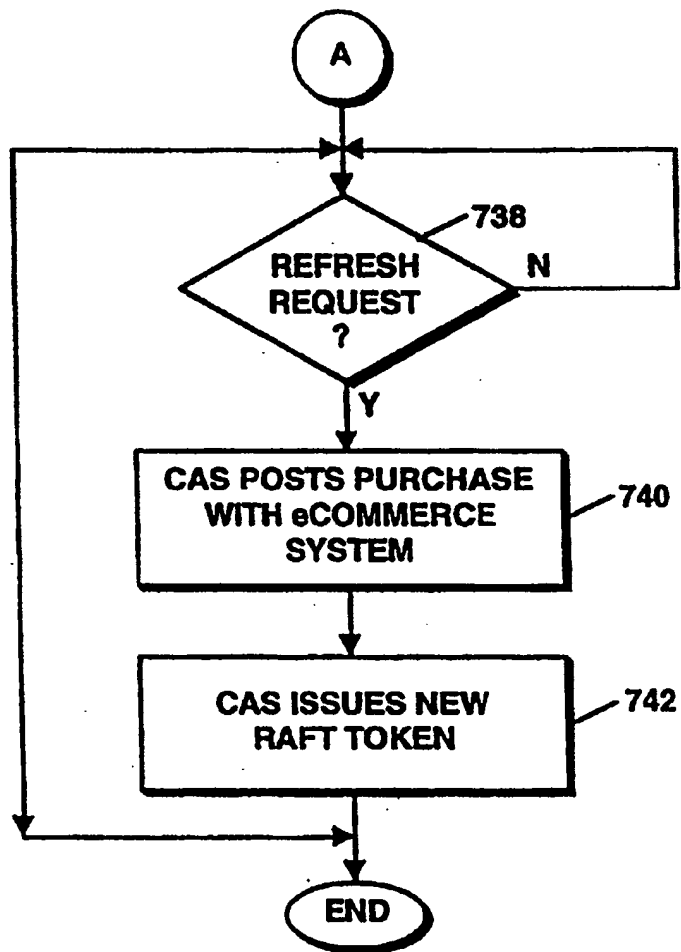 A
738
REFRESH
REQUEST
?
N
Y
CAS POSTS PURCHASE
WITH eCOMMERCE
SYSTEM
740
CAS ISSUES NEW
RAFT TOKEN
742
END